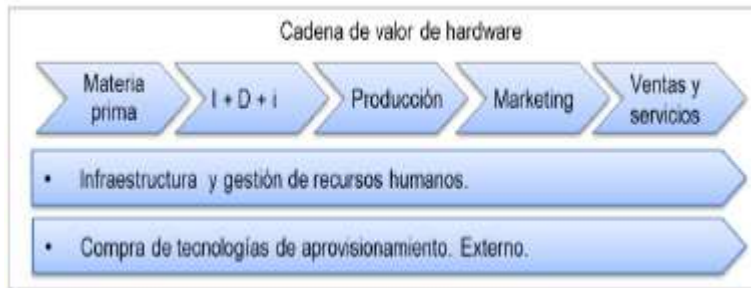 Cadena de valor de hardware
Materia
prima
I + D + i
Producción
Marketing
Ventas y
servicios
• Infraestructura y gestión de recursos humanos.
• Compra de tecnologías de aprovisionamiento. Externo.